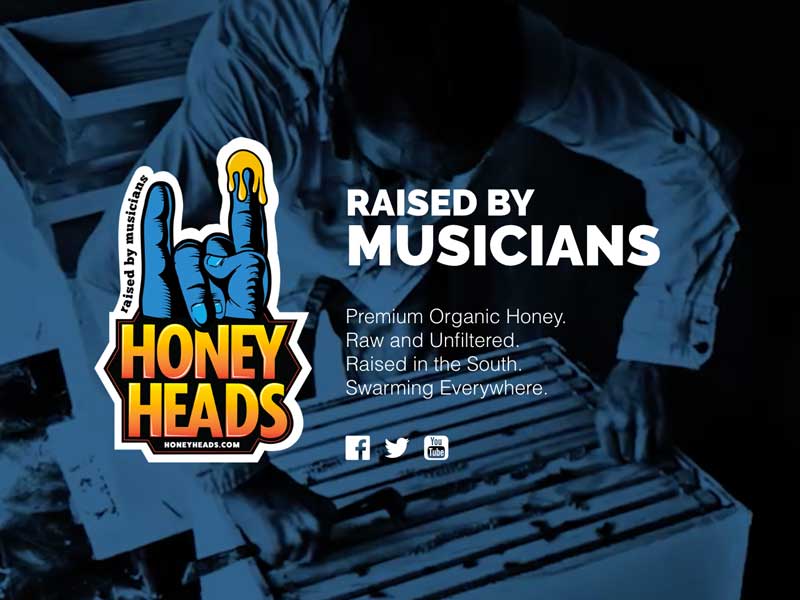 raised by musicians
HONEY
HEADS
HONEYHEADS.COM
RAISED BY
MUSICIANS
Premium Organic Honey.
Raw and Unfiltered.
Raised in the South.
Swarming Everywhere.
You
Tube